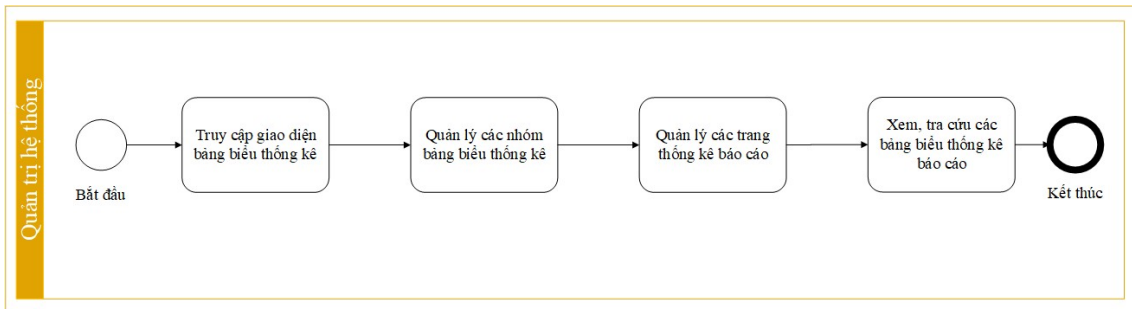 Quản trị hệ thống
Bắt đầu
Truy cập giao diện
bảng biểu thống kê
Quản lý các nhóm
bảng biểu thống kê
Quản lý các trang
thống kê báo cáo
Xem, tra cứu các
bảng biểu thống kê
báo cáo
Kết thúc